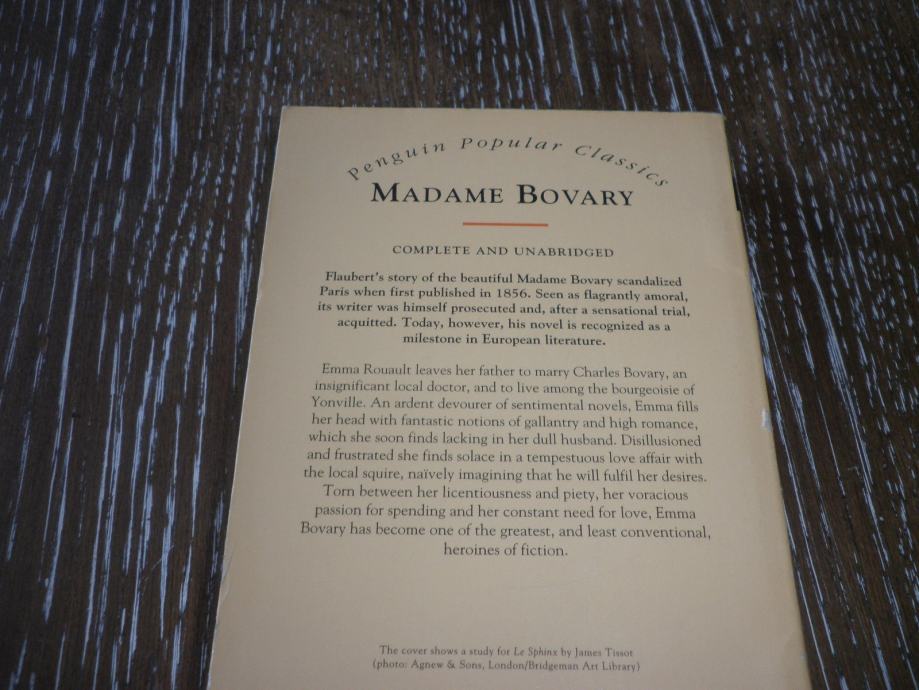 Penguin Popular Classics
MADAME BOVARY
COMPLETE AND UNABRIDGED
Flaubert's story of the beautiful Madame Bovary scandalized
Paris when first published in 1856. Seen as flagrantly amoral,
its writer was himself prosecuted and, after a sensational trial,
acquitted. Today, however, his novel is recognized as a
milestone in European literature.
Emma Rouault leaves her father to marry Charles Bovary, an
insignificant local doctor, and to live among the bourgeoisie of
Yonville. An ardent devourer of sentimental novels, Emma fills
her head with fantastic notions of gallantry and high romance,
which she soon finds lacking in her dull husband. Disillusioned
and frustrated she finds solace in a tempestuous love affair with
the local squire, naïvely imagining that he will fulfil her desires.
Torn between her licentiousness and piety, her voracious
passion for spending and her constant need for love, Emma
Bovary has become one of the greatest, and least conventional,
heroines of fiction.
The cover shows a study for Le Sphinx by James Tissot
(photo: Agnew & Sons, London/Bridgeman Art Library)